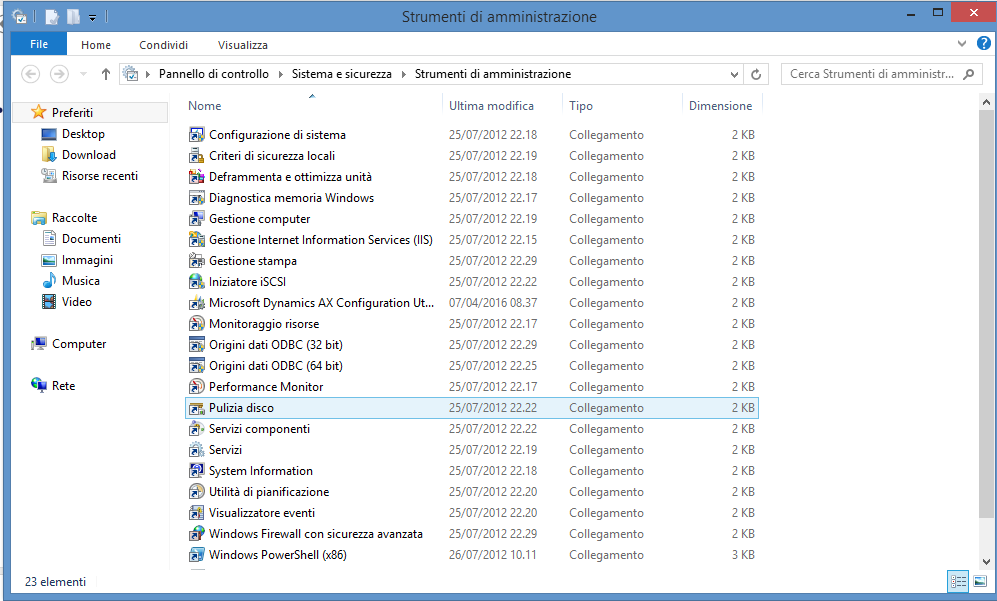 Strumenti di amministrazione
File Home Condividi Visualizza
Pannello di controllo Sistema e sicurezza Strumenti di amministrazione Cerca Strumenti di amministr...
Preferiti
Desktop
Download
Risorse recenti
Raccolte
Documenti
Immagini
Musica
Video
Computer
Rete
Nome Ultima modifica Tipo Dimensione
Configurazione di sistema 25/07/2012 22.18 Collegamento 2 KB
Criteri di sicurezza locali 25/07/2012 22.19 Collegamento 2 KB
Deframmenta e ottimizza unità 25/07/2012 22.18 Collegamento 2 KB
Diagnostica memoria Windows 25/07/2012 22.17 Collegamento 2 KB
Gestione computer 25/07/2012 22.19 Collegamento 2 KB
Gestione Internet Information Services (IIS) 25/07/2012 22.15 Collegamento 2 KB
Gestione stampa 25/07/2012 22.29 Collegamento 2 KB
Iniziatore iSCSI 25/07/2012 22.22 Collegamento 2 KB
Microsoft Dynamics AX Configuration Ut... 07/04/2016 08.37 Collegamento 2 KB
Monitoraggio risorse 25/07/2012 22.17 Collegamento 2 KB
Origini dati ODBC (32 bit) 25/07/2012 22.29 Collegamento 2 KB
Origini dati ODBC (64 bit) 25/07/2012 22.25 Collegamento 2 KB
Performance Monitor 25/07/2012 22.17 Collegamento 2 KB
Pulizia disco 25/07/2012 22.22 Collegamento 2 KB
Servizi componenti 25/07/2012 22.22 Collegamento 2 KB
Servizi 25/07/2012 22.19 Collegamento 2 KB
System Information 25/07/2012 22.18 Collegamento 2 KB
Utilità di pianificazione 25/07/2012 22.20 Collegamento 2 KB
Visualizzatore eventi 25/07/2012 22.20 Collegamento 2 KB
Windows Firewall con sicurezza avanzata 25/07/2012 22.29 Collegamento 2 KB
Windows PowerShell (x86) 26/07/2012 10.11 Collegamento 3 KB
23 elementi